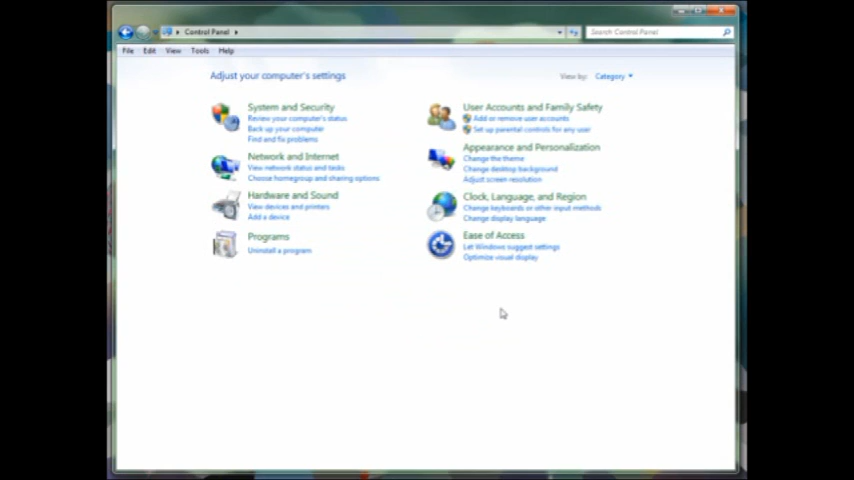 Control Panel
Search Control Panel
File Edit View Tools Help
Adjust your computer's settings
View by: Category
System and Security
Review your computer's status
Back up your computer
Find and fix problems
Network and Internet
View network status and tasks
Choose homegroup and sharing options
Hardware and Sound
View devices and printers
Add a device
Programs
Uninstall a program
User Accounts and Family Safety
Add or remove user accounts
Set up parental controls for any user
Appearance and Personalization
Change the theme
Change desktop background
Adjust screen resolution
Clock, Language, and Region
Change keyboards or other input methods
Change display language
Ease of Access
Let Windows suggest settings
Optimize visual display